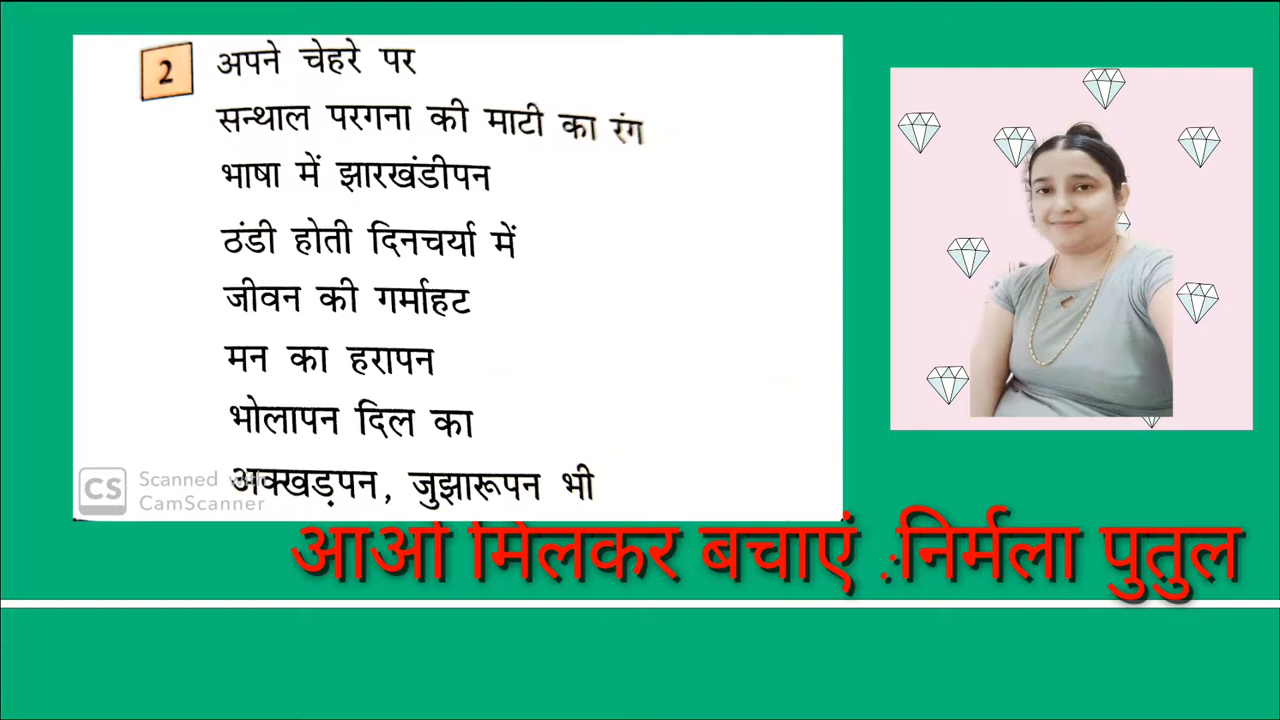 2
अपने चेहरे पर
सन्थाल परगना की माटी का रंग
भाषा में झारखंडीपन
ठंडी होती दिनचर्या में
जीवन की गर्माहट
मन का हरापन
भोलापन दिल का
अक्खड़पन, जुझारूपन भी
CS Scanned with
CamScanner
आओ मिलकर बचाएं .:निर्मला पुतुल